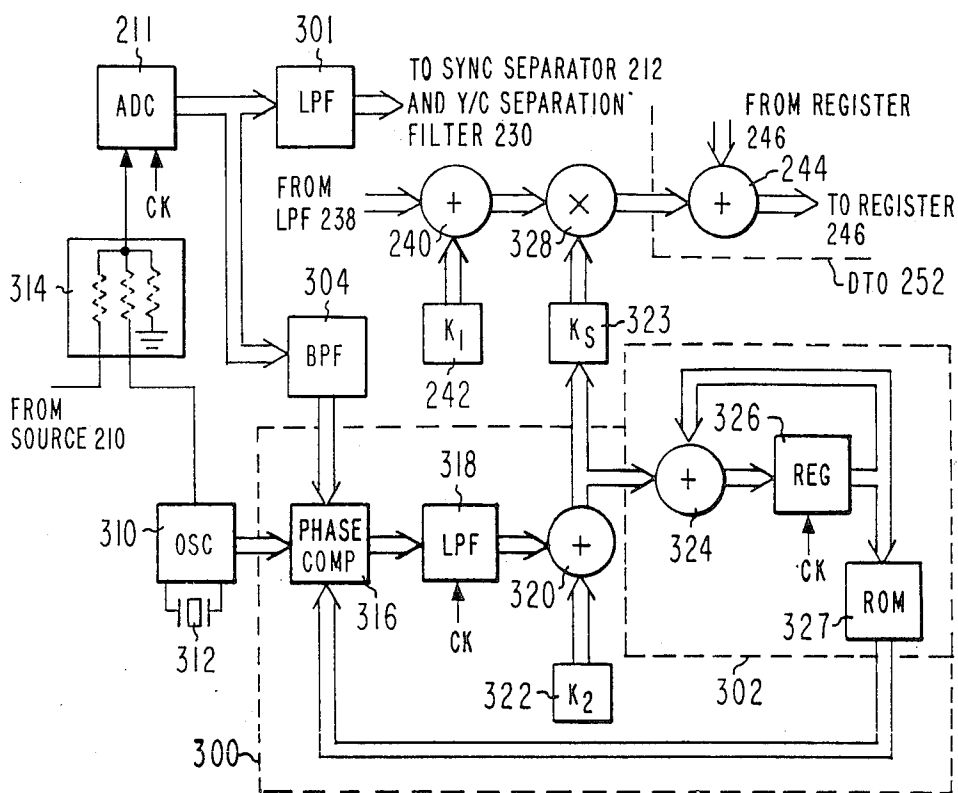 211
301
ADC
LPF
TO SYNC SEPARATOR 212
AND Y/C SEPARATION
FILTER 230
FROM REGISTER
246
244
CK
FROM
LPF 238
+
240
×
328
+
TO REGISTER
246
DTO 252
314
304
BPF
K1
242
KS
323
FROM
SOURCE 210
310
OSC
312
PHASE
COMP
316
318
LPF
CK
+
320
322
K2
+
324
326
REG
CK
327
ROM
302
300